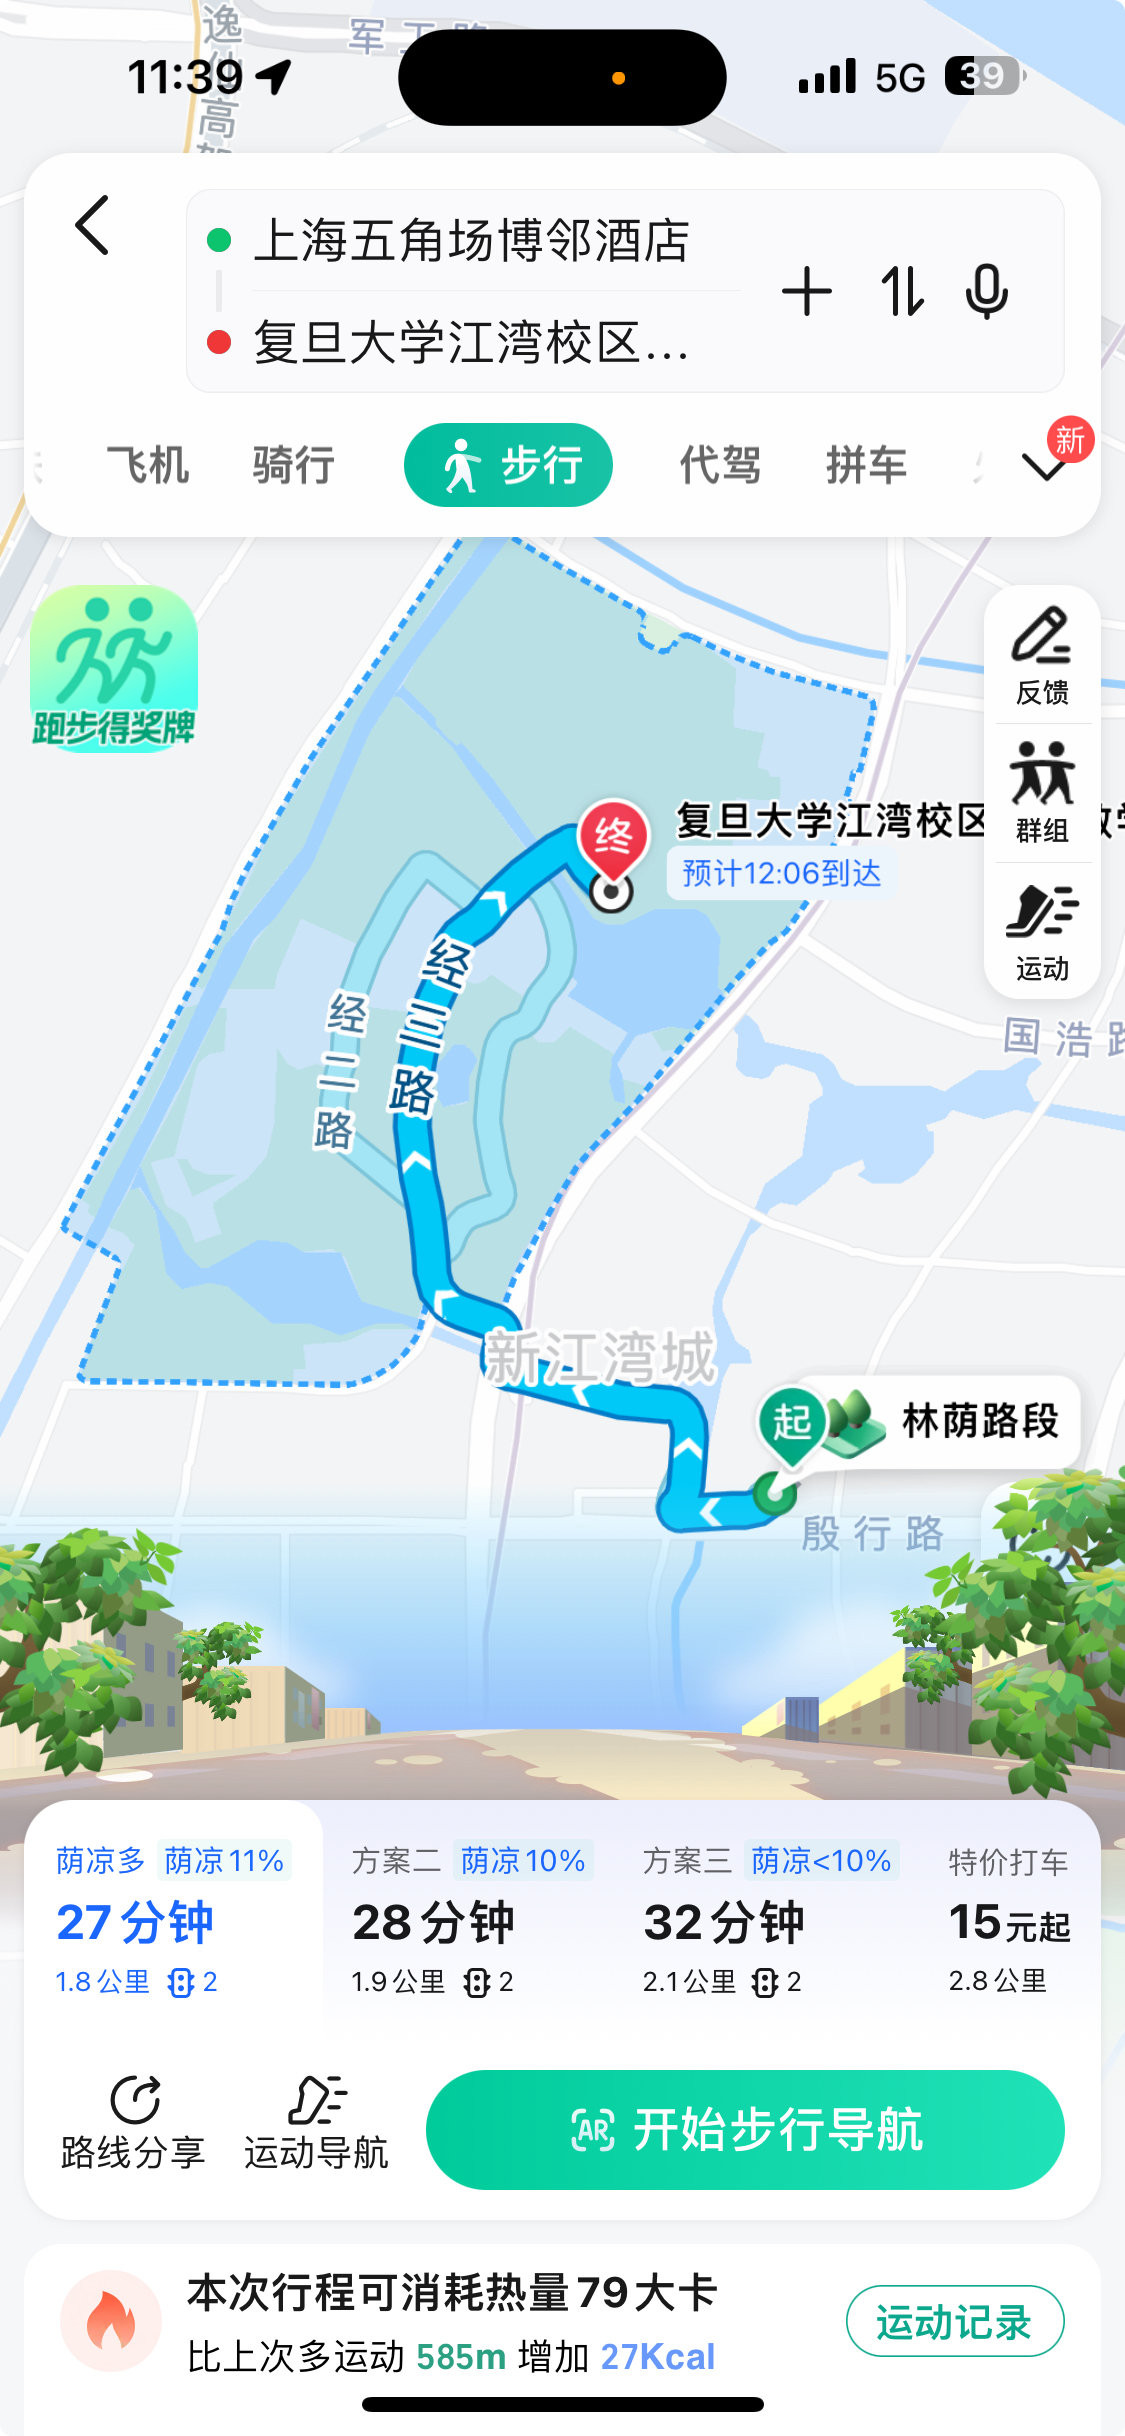 逸仙高架
军工路
11:39
5G
39
上海五角场博邻酒店
复旦大学江湾校区...
飞机
骑行
步行
代驾
拼车
新
跑步得奖牌
反馈
群组
运动
终
复旦大学江湾校区
预计12:06到达
经三路
经二路
国浩路
新江湾城
起
林荫路段
殷行路
荫凉多 荫凉11%
27分钟
1.8公里 2
方案二 荫凉10%
28分钟
1.9公里 2
方案三 荫凉<10%
32分钟
2.1公里 2
特价打车
15元起
2.8公里
路线分享
运动导航
AR 开始步行导航
本次行程可消耗热量79大卡
比上次多运动 585m 增加 27Kcal
运动记录